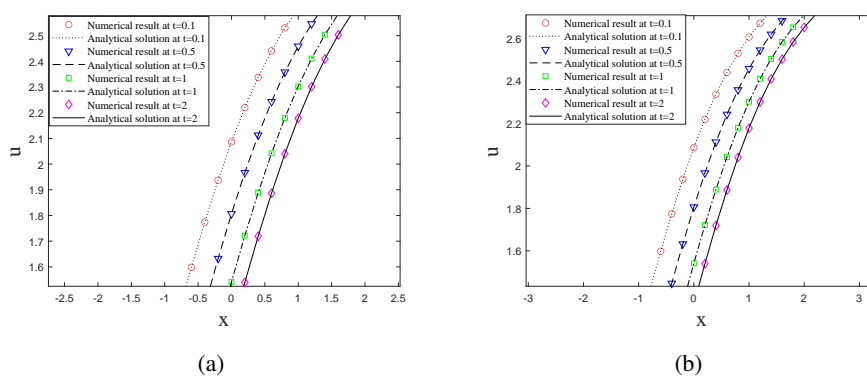 Numerical result at t=0.1
Analytical solution at t=0.1
Numerical result at t=0.5
Analytical solution at t=0.5
Numerical result at t=1
Analytical solution at t=1
Numerical result at t=2
Analytical solution at t=2
2.5
2.4
2.3
2.2
2.1
2
1.9
1.8
1.7
1.6
u
-2.5 -2 -1.5 -1 -0.5 0 0.5 1 1.5 2 2.5
x
(a)
Numerical result at t=0.1
Analytical solution at t=0.1
Numerical result at t=0.5
Analytical solution at t=0.5
Numerical result at t=1
Analytical solution at t=1
Numerical result at t=2
Analytical solution at t=2
2.6
2.4
2.2
2
1.8
1.6
u
-3 -2 -1 0 1 2 3
x
(b)